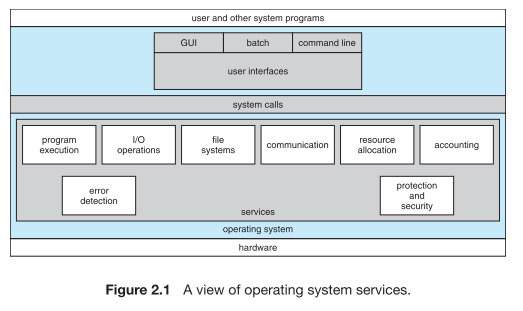 user and other system programs
GUI batch command line
user interfaces
system calls
program execution
I/O operations
file systems
communication
resource allocation
accounting
error detection
protection and security
services
operating system
hardware
Figure 2.1 A view of operating system services.